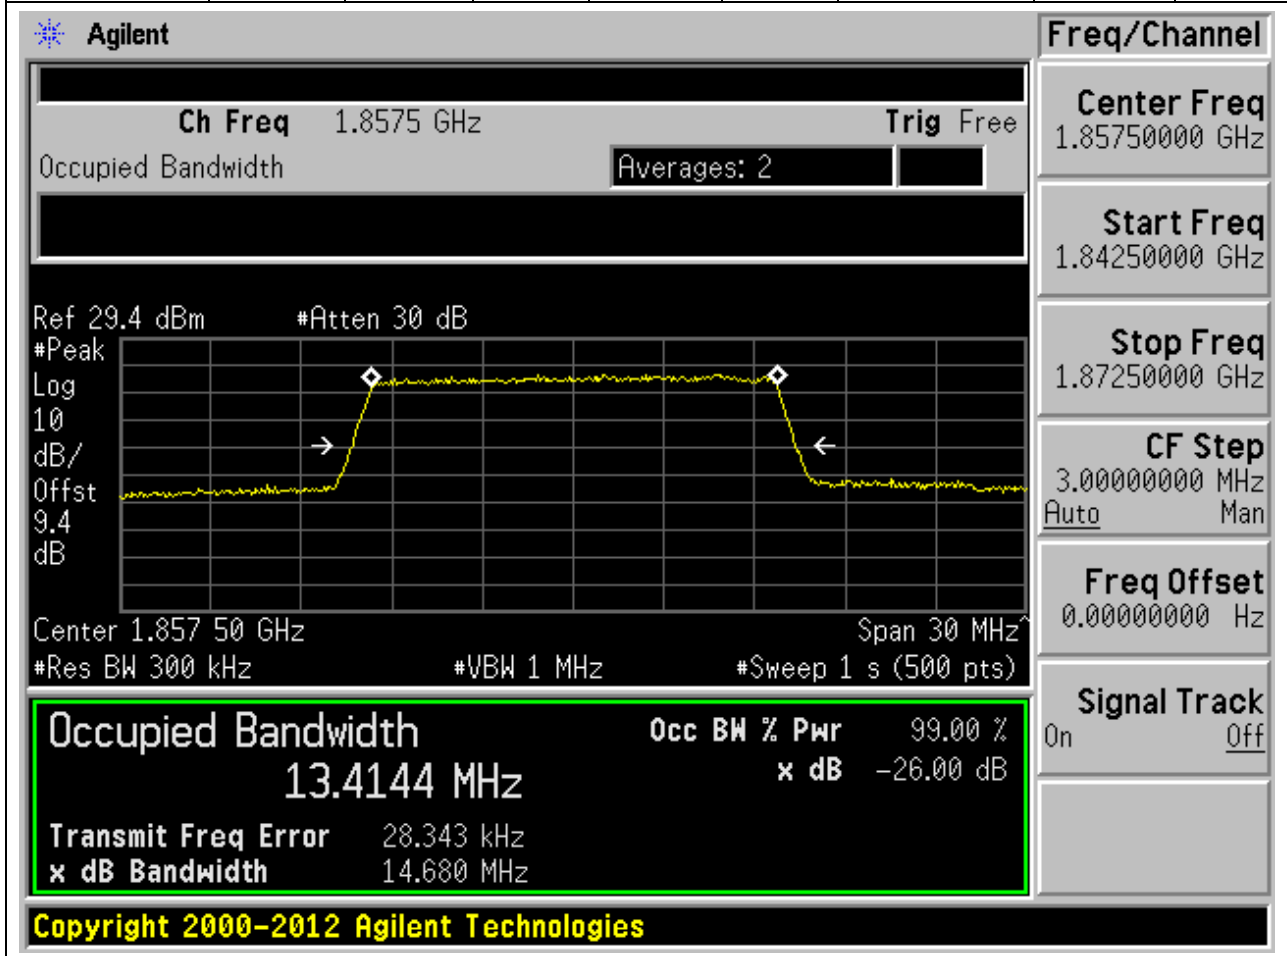 Agilent
Freq/Channel
Ch Freq 1.8575 GHz Trig Free
Occupied Bandwidth Averages: 2
Center Freq
1.85750000 GHz
Start Freq
1.84250000 GHz
Stop Freq
1.87250000 GHz
CF Step
3.00000000 MHz
Auto Man
Freq Offset
0.00000000 Hz
Signal Track
On Off
Ref 29.4 dBm #Atten 30 dB
#Peak
Log
10
dB/
Offst
9.4
dB
Center 1.857 50 GHz Span 30 MHz^
#Res BW 300 kHz #VBW 1 MHz #Sweep 1 s (500 pts)
Occupied Bandwidth Occ BW % Pwr 99.00 %
13.4144 MHz x dB -26.00 dB
Transmit Freq Error 28.343 kHz
x dB Bandwidth 14.680 MHz
Copyright 2000-2012 Agilent Technologies